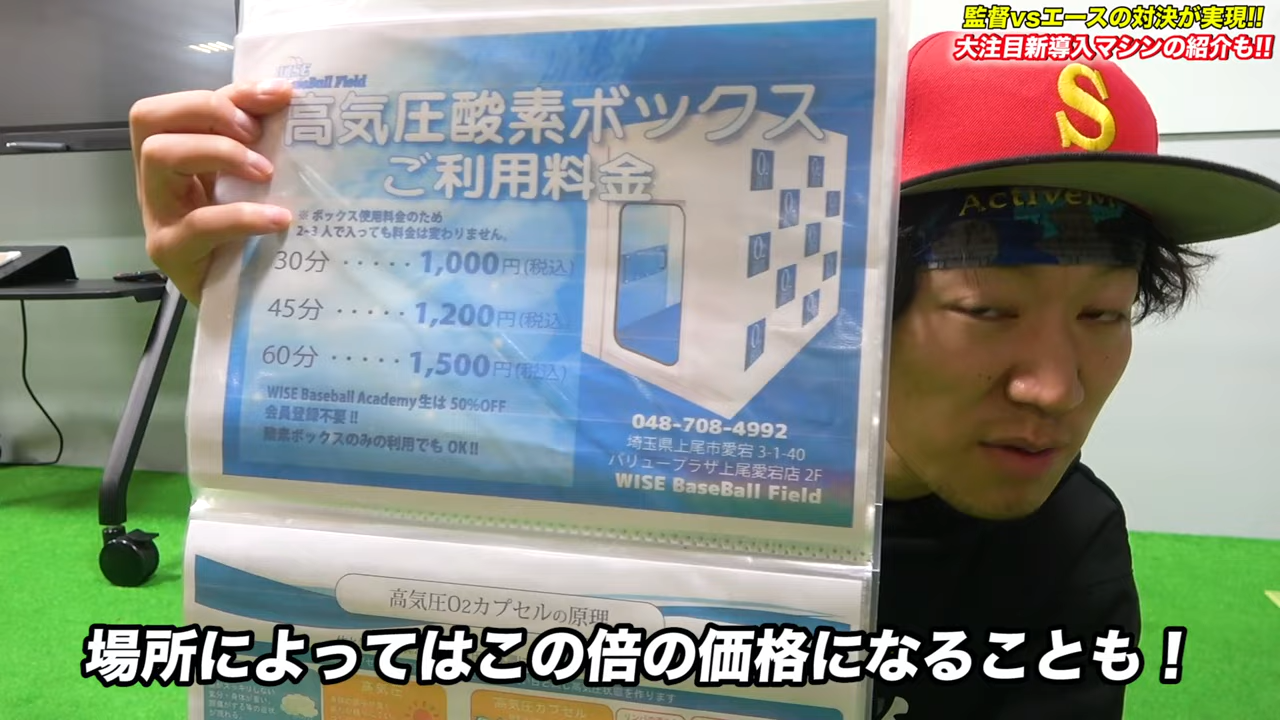 監督vsエースの対決が実現!!
大注目新導入マシンの紹介も!!
S
ActiveM
WISE
BaseBall Field
高気圧酸素ボックス
ご利用料金
※ ボックス使用料金のため
2~3人で入っても料金は変わりません。
30分 ・・・・・ 1,000円(税込)
45分 ・・・・・ 1,200円(税込
60分 ・・・・・ 1,500円(税込)
WISE Baseball Academy生は 50%OFF
会員登録不要!!
酸素ボックスのみの利用でも OK!!
048-708-4992
埼玉県上尾市愛宕 3-1-40
バリュープラザ上尾愛宕店 2F
WISE BaseBall Field
高気圧O2カプセルの原理
高気圧カプセル
場所によってはこの倍の価格になることも！